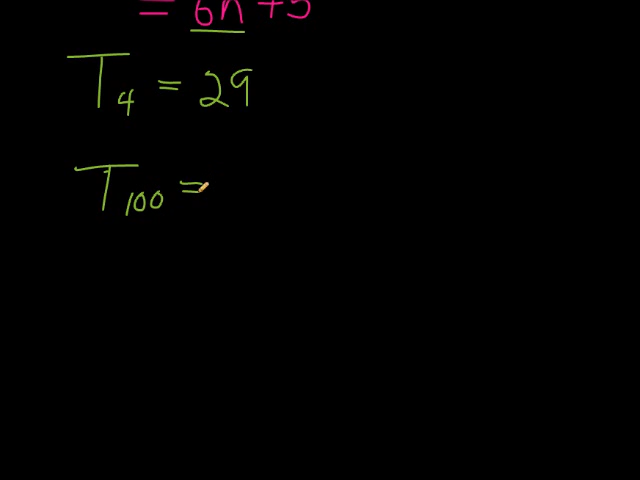 = 6n + 5
T₄ = 29
T₁₀₀ =